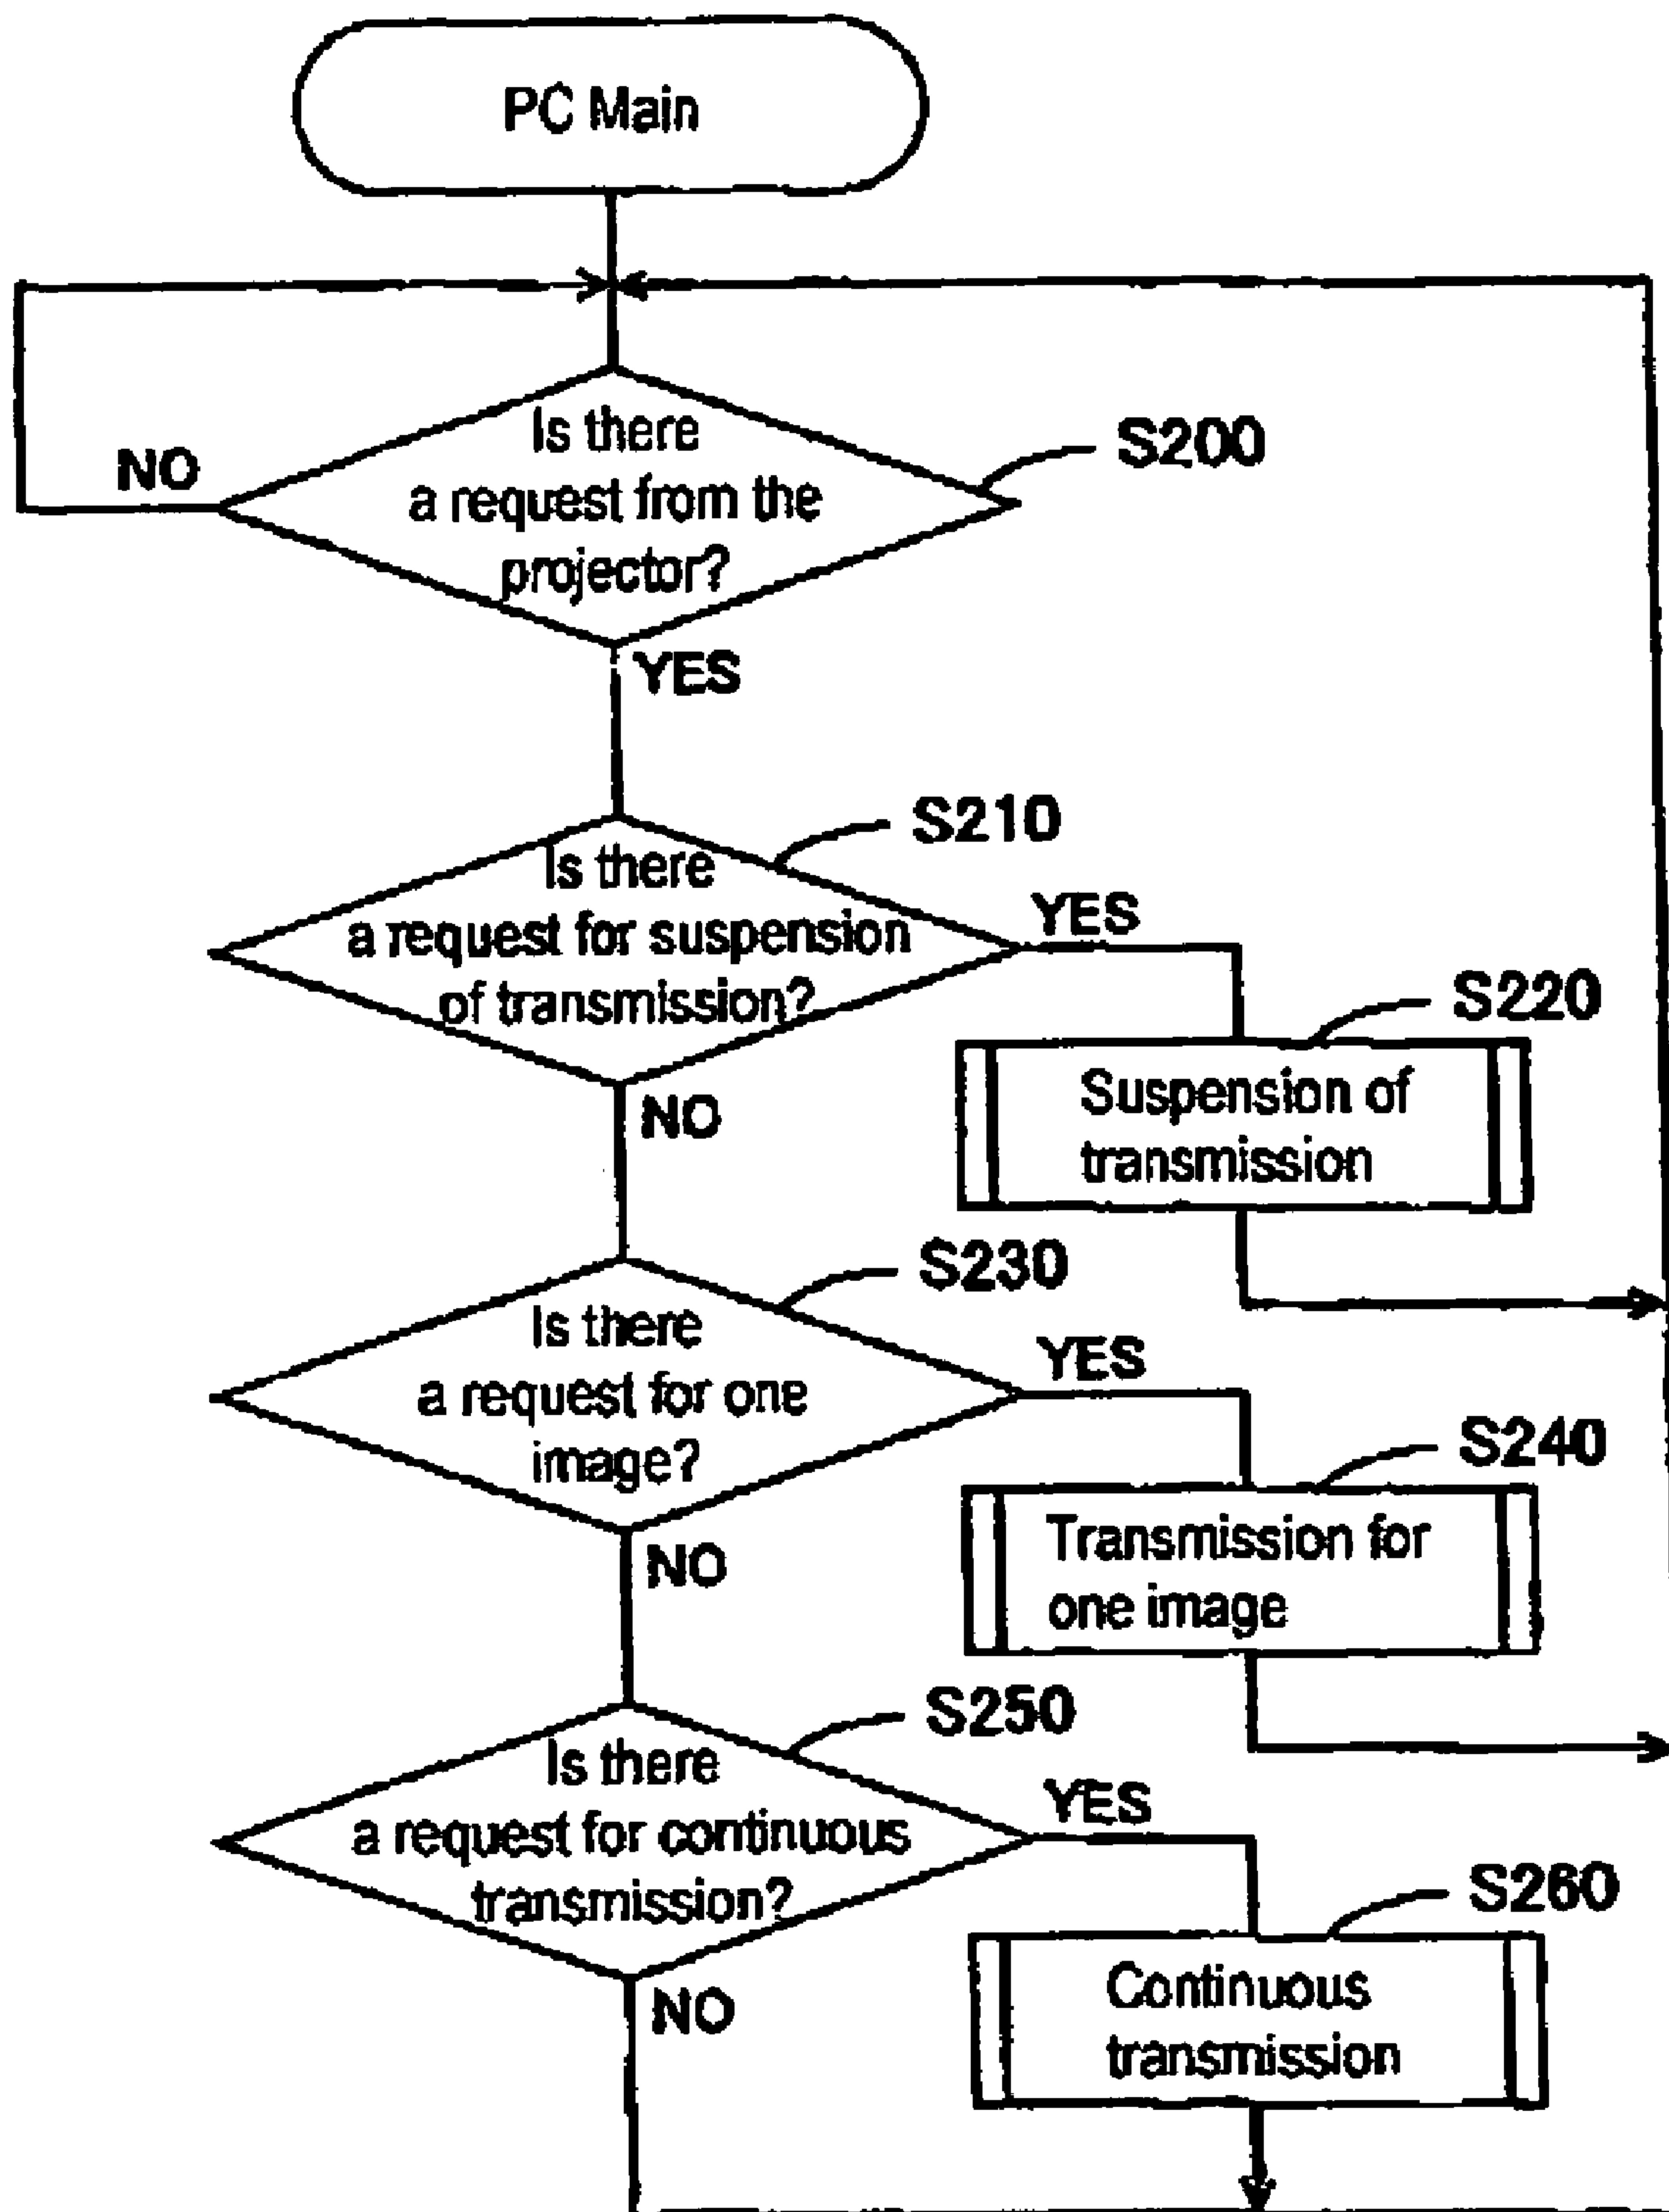 PC Main
Is there
a request from the
projector?
S200
NO
YES
S210
Is there
a request for suspension
of transmission?
YES
S220
Suspension of
transmission
NO
S230
Is there
a request for one
image?
YES
S240
Transmission for
one image
NO
S250
Is there
a request for continuous
transmission?
YES
S260
Continuous
transmission
NO